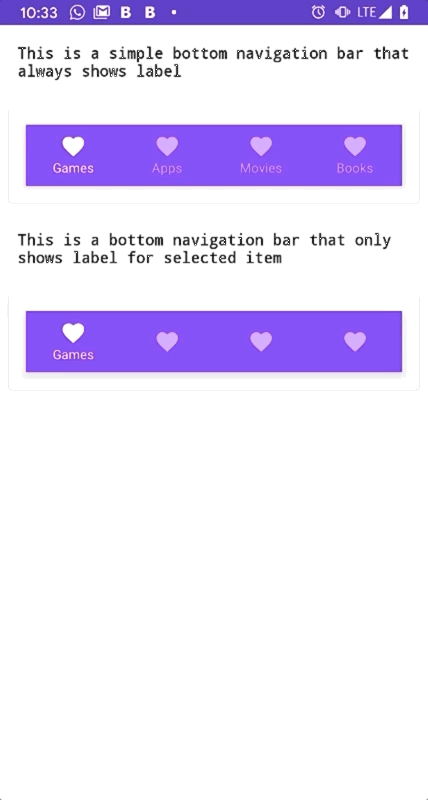 10:33 B B LTE
This is a simple bottom navigation bar that
always shows label
Games Apps Movies Books
This is a bottom navigation bar that only
shows label for selected item
Games